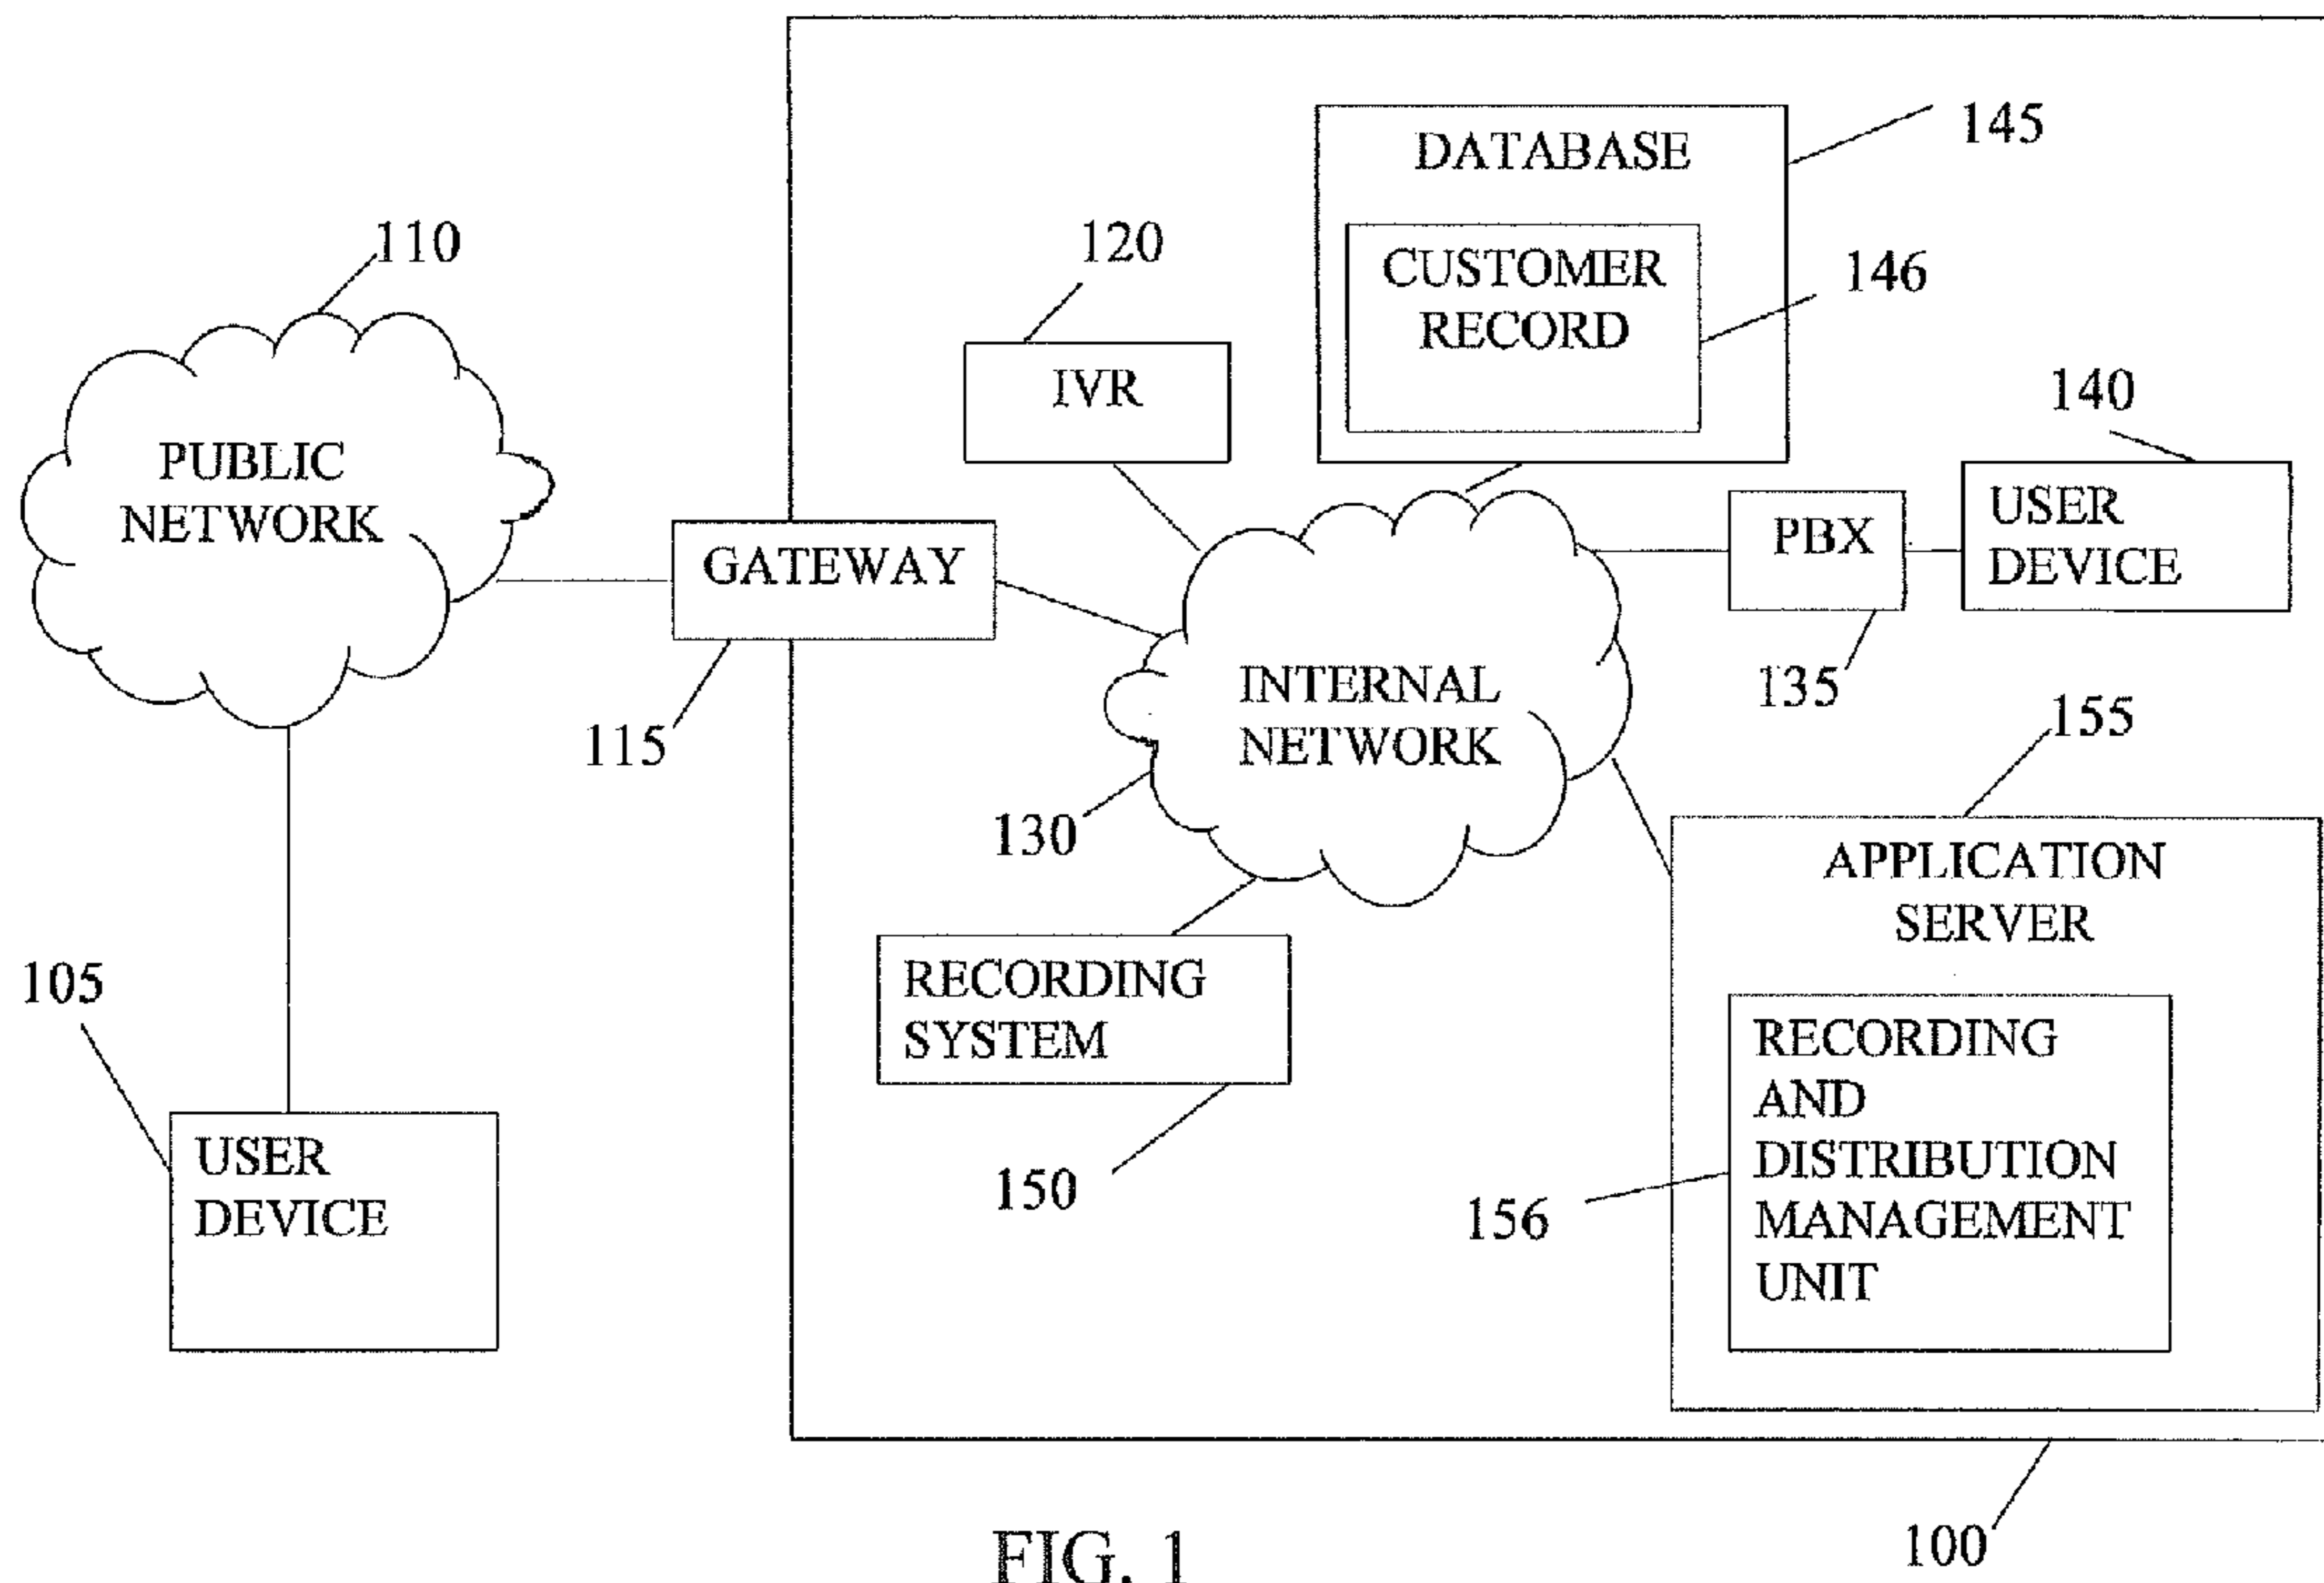 DATABASE
145
110
120
CUSTOMER
RECORD
146
IVR
140
PUBLIC
NETWORK
USER
DEVICE
PBX
GATEWAY
INTERNAL
NETWORK
135
155
115
130
APPLICATION
SERVER
RECORDING
SYSTEM
105
RECORDING
AND
DISTRIBUTION
MANAGEMENT
UNIT
USER
DEVICE
150
156
100
FIG. 1